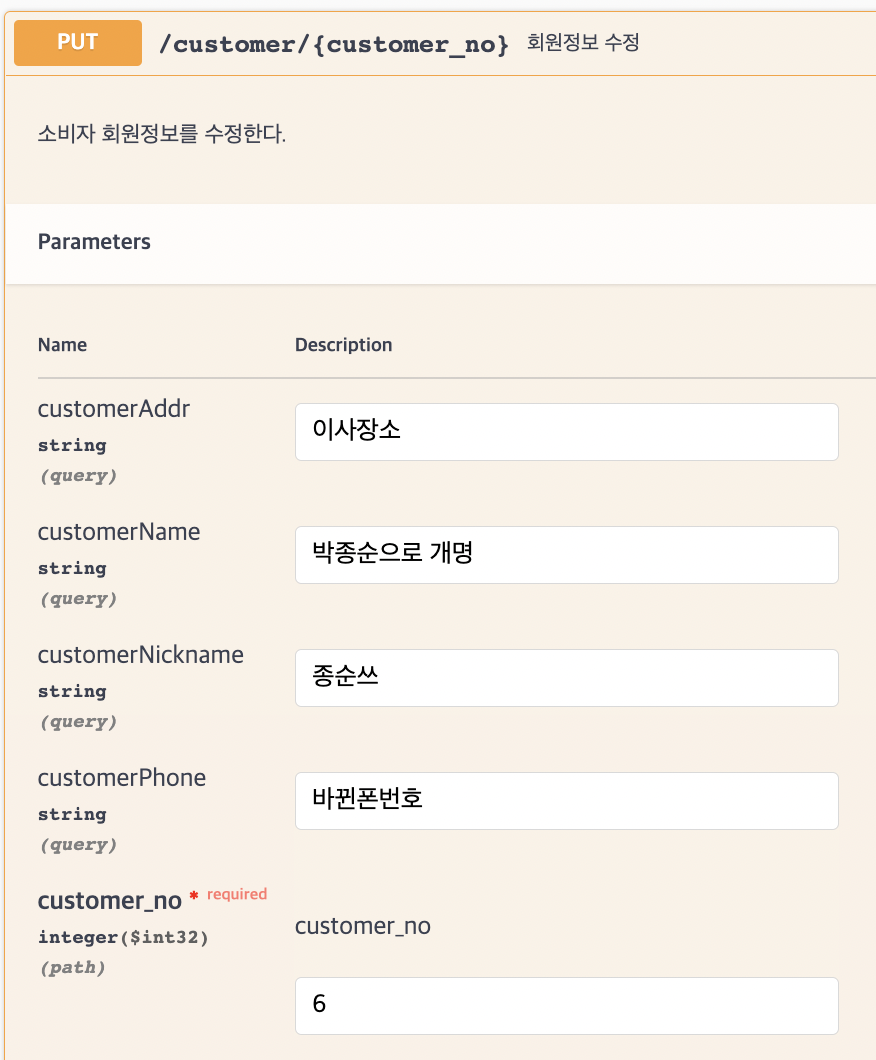 PUT /customer/{customer_no} 회원정보 수정
소비자 회원정보를 수정한다.
Parameters
Name Description
customerAddr
string
(query)
이사장소
customerName
string
(query)
박종순으로 개명
customerNickname
string
(query)
종순쓰
customerPhone
string
(query)
바뀐폰번호
customer_no * required
integer($int32)
(path)
customer_no
6